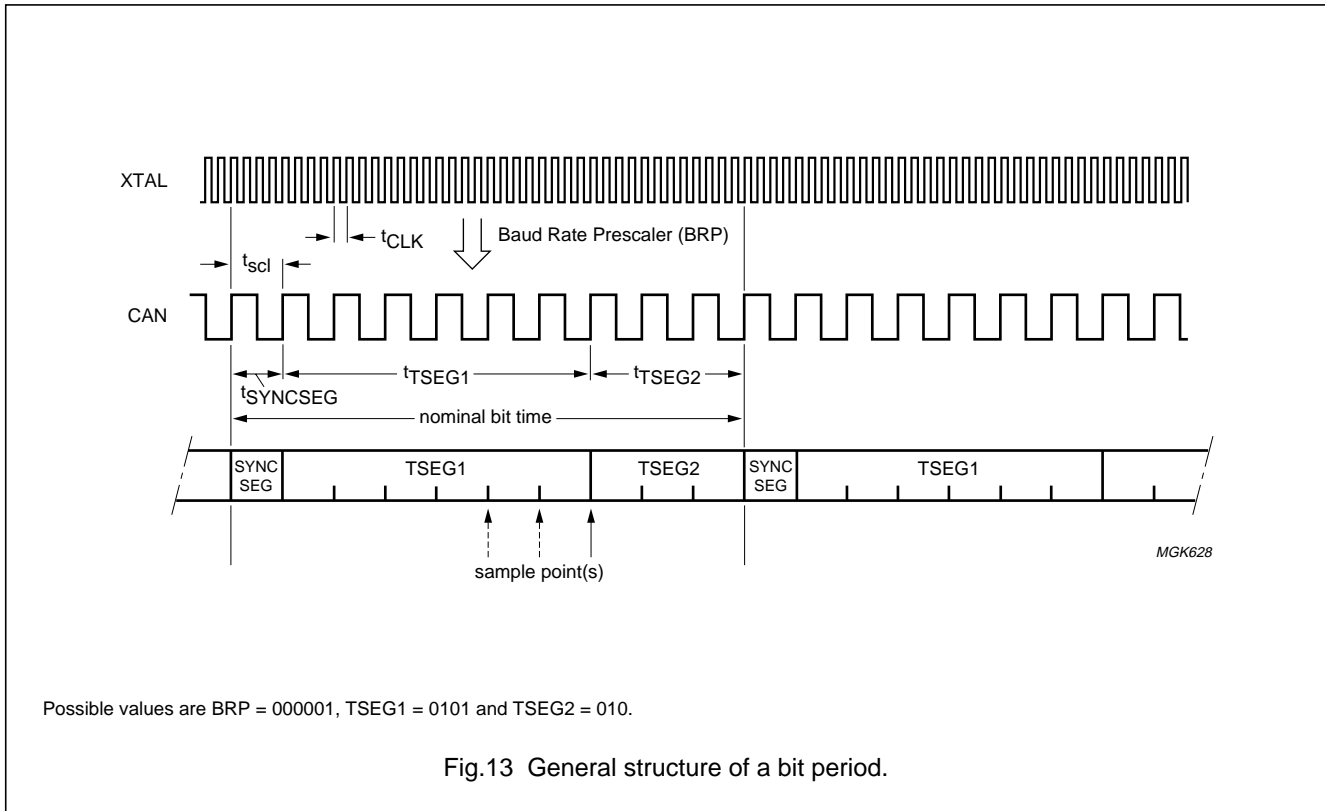 XTAL
tCLK
Baud Rate Prescaler (BRP)
tscl
CAN
tSYNCSEG
tTSEG1
tTSEG2
nominal bit time
SYNC
SEG
TSEG1
TSEG2
SYNC
SEG
TSEG1
sample point(s)
MGK628
Possible values are BRP = 000001, TSEG1 = 0101 and TSEG2 = 010.
Fig.13 General structure of a bit period.